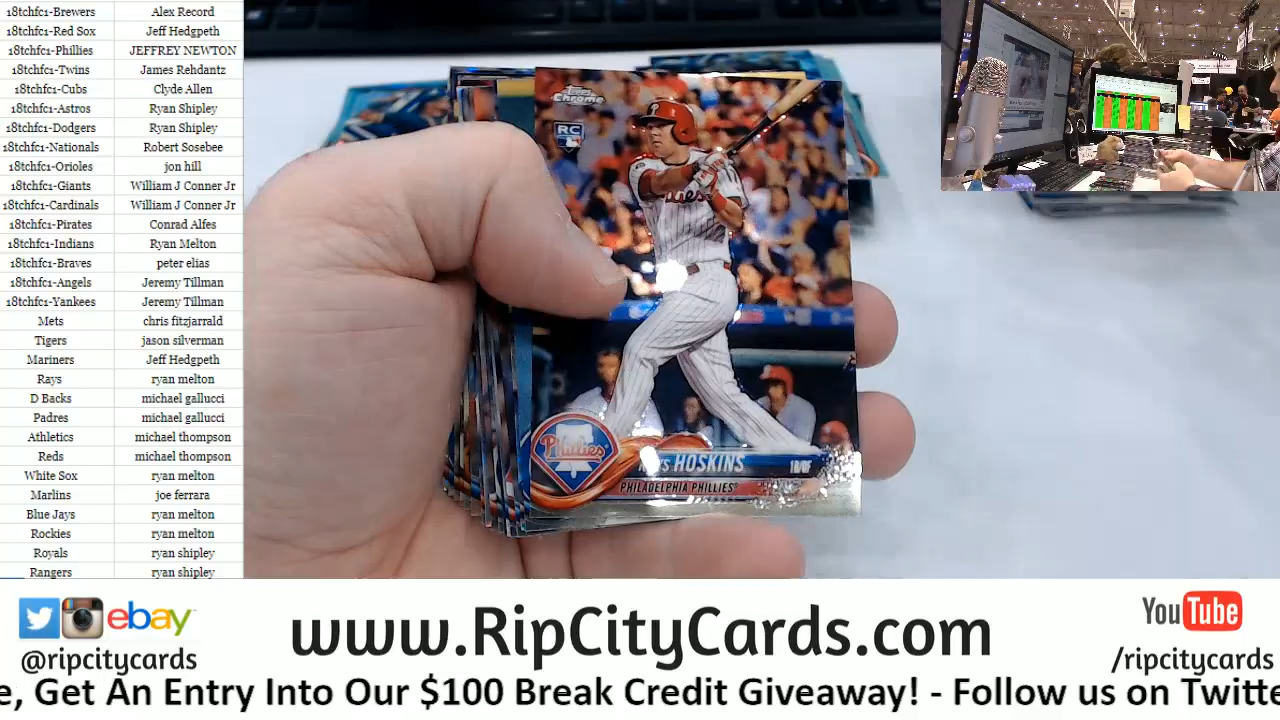 18tchfc1-Brewers Alex Record
18tchfc1-Red Sox Jeff Hedgpeth
18tchfc1-Phillies JEFFREY NEWTON
18tchfc1-Twins James Rehdantz
18tchfc1-Cubs Clyde Allen
18tchfc1-Astros Ryan Shipley
18tchfc1-Dodgers Ryan Shipley
18tchfc1-Nationals Robert Sosebee
18tchfc1-Orioles jon hill
18tchfc1-Giants William J Conner Jr
18tchfc1-Cardinals William J Conner Jr
18tchfc1-Pirates Conrad Alfes
18tchfc1-Indians Ryan Melton
18tchfc1-Braves peter elias
18tchfc1-Angels Jeremy Tillman
18tchfc1-Yankees Jeremy Tillman
Mets chris fitzjarrald
Tigers jason silverman
Mariners Jeff Hedgpeth
Rays ryan melton
D Backs michael gallucci
Padres michael gallucci
Athletics michael thompson
Reds michael thompson
White Sox ryan melton
Marlins joe ferrara
Blue Jays ryan melton
Rockies ryan melton
Royals ryan shipley
Rangers ryan shipley
Topps
Chrome
RC
Phillies
HOSKINS
PHILADELPHIA PHILLIES
ebay
@ripcitycards
www.RipCityCards.com
YouTube
/ripcitycards
e, Get An Entry Into Our $100 Break Credit Giveaway! - Follow us on Twitte